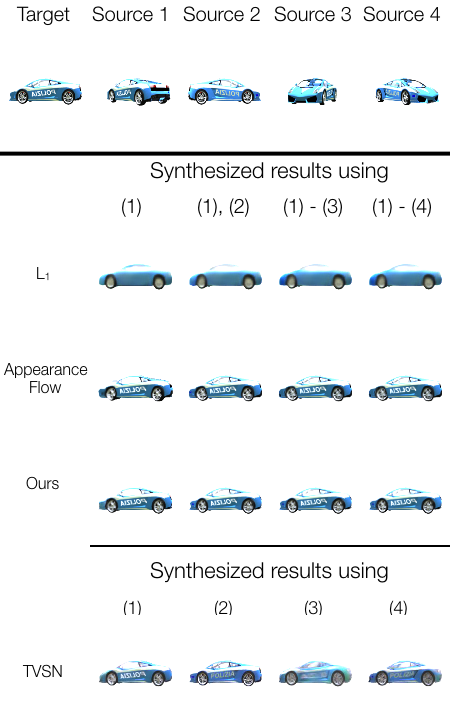 Target Source 1 Source 2 Source 3 Source 4
Synthesized results using
(1) (1), (2) (1) - (3) (1) - (4)
L₁
Appearance
Flow
Ours
Synthesized results using
(1) (2) (3) (4)
TVSN
POLIZIA